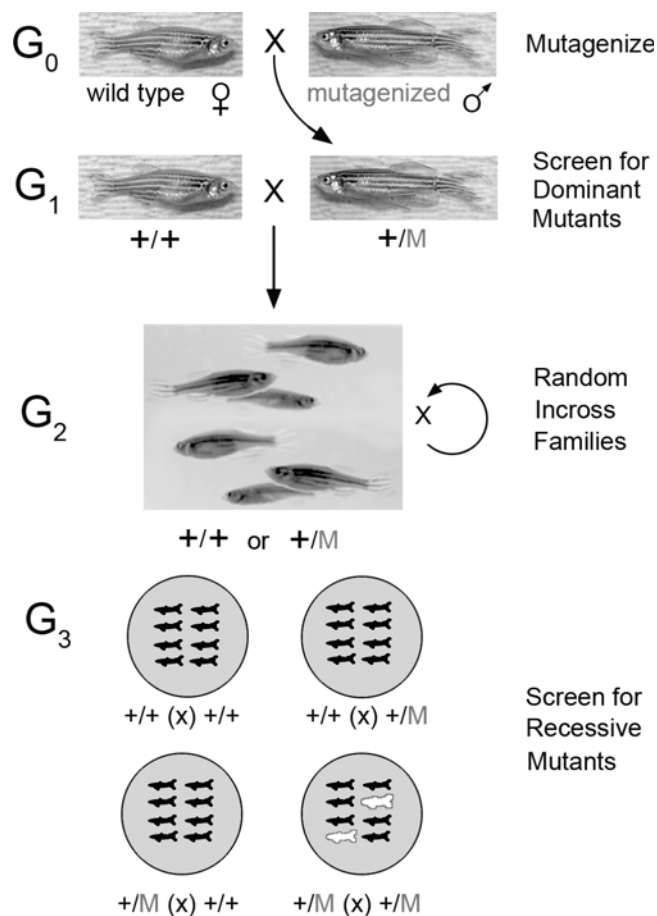 G0
X
Mutagenize
wild type ♀
mutagenized ♂
G1
X
Screen for
Dominant
Mutants
+/+
+/M
G2
X
Random
Incross
Families
+/+ or +/M
G3
+/+ (x) +/+
+/+ (x) +/M
Screen for
Recessive
Mutants
+/M (x) +/+
+/M (x) +/M